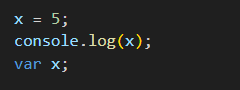 x = 5;
console.log(x);
var x;